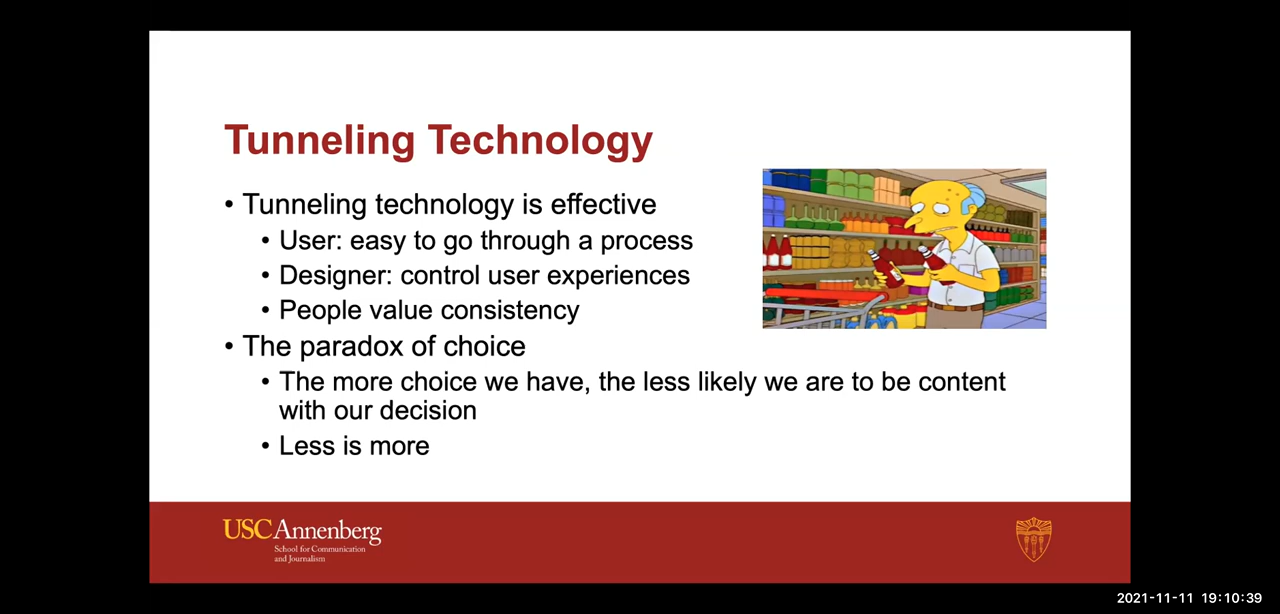 Tunneling Technology
• Tunneling technology is effective
• User: easy to go through a process
• Designer: control user experiences
• People value consistency
• The paradox of choice
• The more choice we have, the less likely we are to be content
with our decision
• Less is more
USC Annenberg
School for Communication
and Journalism
2021-11-11 19:10:39